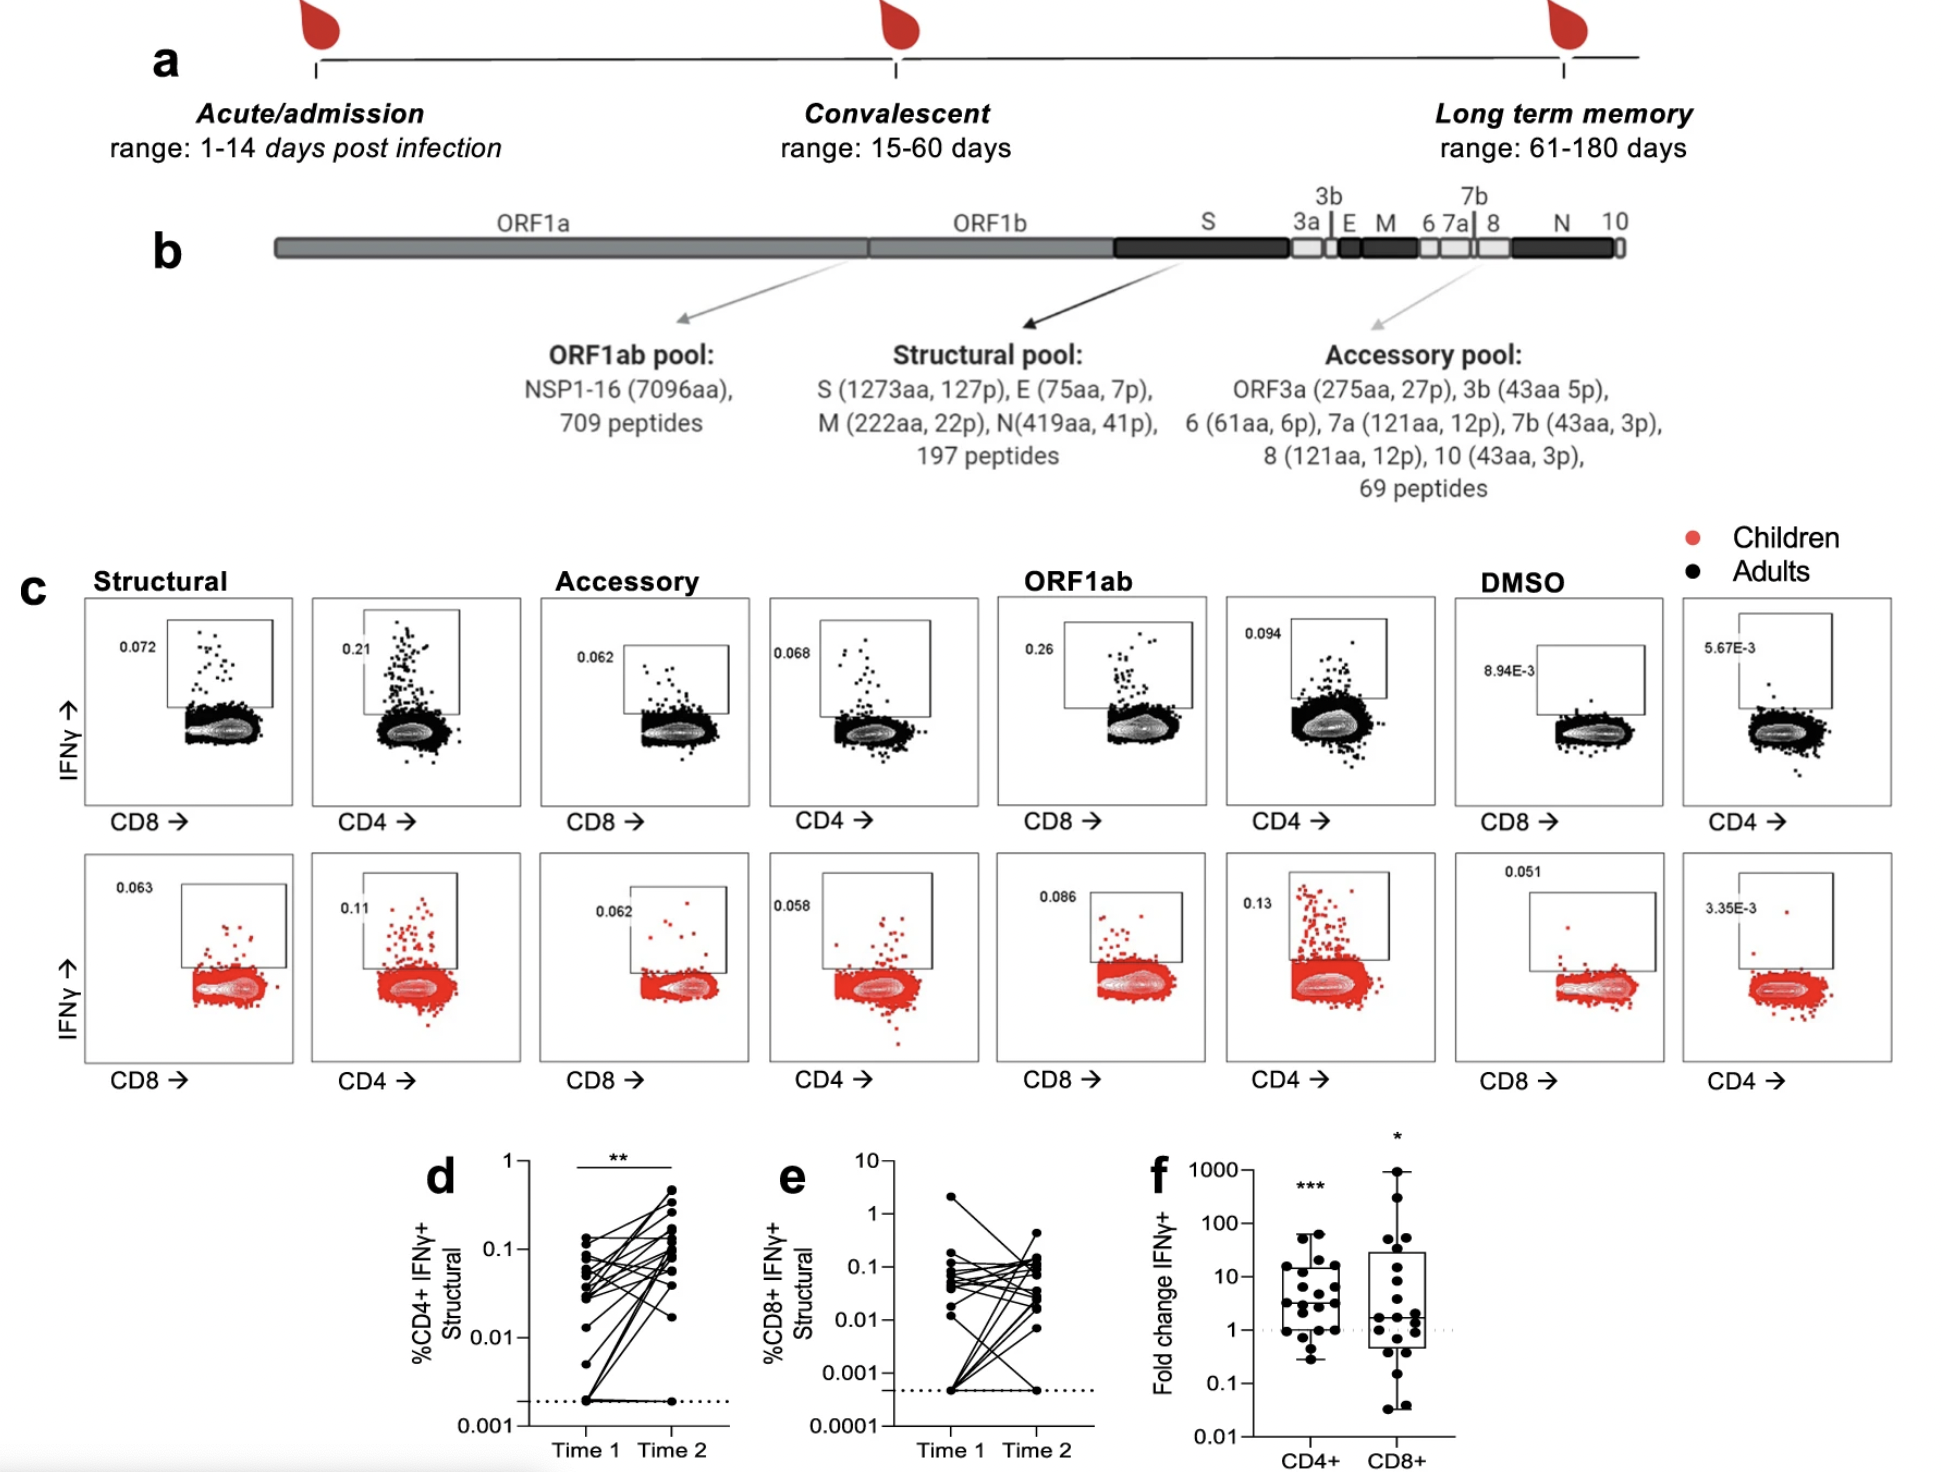 a
Acute/admission
range: 1-14 days post infection
Convalescent
range: 15-60 days
Long term memory
range: 61-180 days
b
ORF1a
ORF1b
S
3a
3b
E
M
6
7a
7b
8
N
10
ORF1ab pool:
NSP1-16 (7096aa),
709 peptides
Structural pool:
S (1273aa, 127p), E (75aa, 7p),
M (222aa, 22p), N(419aa, 41p),
197 peptides
Accessory pool:
ORF3a (275aa, 27p), 3b (43aa 5p),
6 (61aa, 6p), 7a (121aa, 12p), 7b (43aa, 3p),
8 (121aa, 12p), 10 (43aa, 3p),
69 peptides
Children
Adults
c
Structural
Accessory
ORF1ab
DMSO
IFNγ →
0.072
0.21
0.062
0.068
0.26
0.094
8.94E-3
5.67E-3
CD8 →
CD4 →
CD8 →
CD4 →
CD8 →
CD4 →
CD8 →
CD4 →
IFNγ →
0.063
0.11
0.062
0.058
0.086
0.13
0.051
3.35E-3
CD8 →
CD4 →
CD8 →
CD4 →
CD8 →
CD4 →
CD8 →
CD4 →
d
%CD4+ IFNγ+
Structural
1
0.1
0.01
0.001
**
Time 1
Time 2
e
%CD8+ IFNγ+
Structural
10
1
0.1
0.01
0.001
0.0001
Time 1
Time 2
f
Fold change IFNγ+
1000
100
10
1
0.1
0.01
***
*
CD4+
CD8+